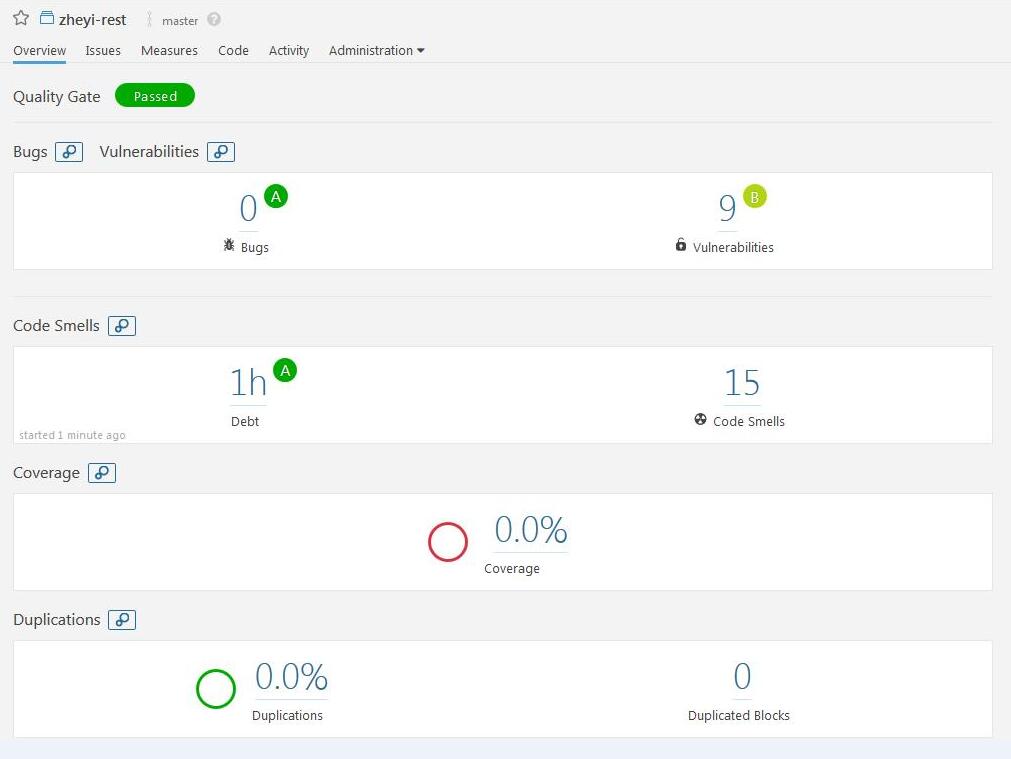 zheyi-rest master ?
Overview Issues Measures Code Activity Administration
Quality Gate Passed
Bugs Vulnerabilities
0 A 9 B
Bugs Vulnerabilities
Code Smells
1h A 15
Debt Code Smells
started 1 minute ago
Coverage
0.0%
Coverage
Duplications
0.0% 0
Duplications Duplicated Blocks